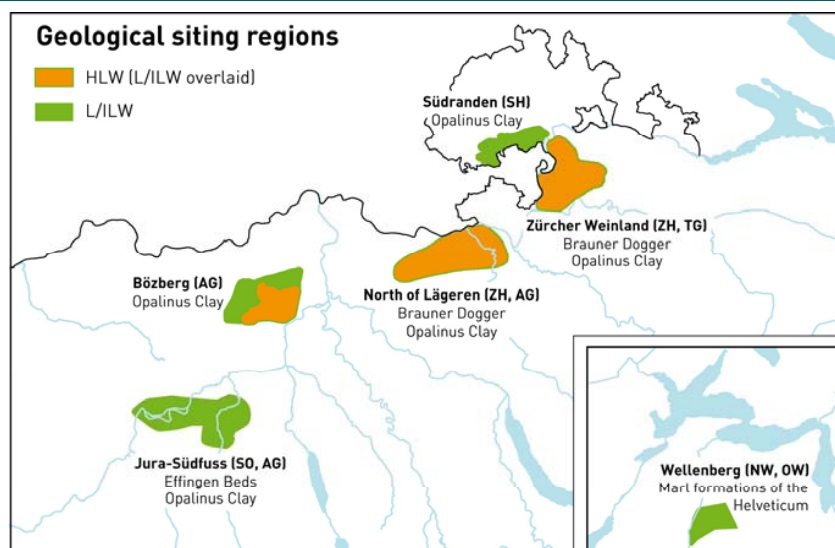 Geological siting regions
HLW (L/ILW overlaid)
L/ILW
Südranden (SH)
Opalinus Clay
Zürcher Weinland (ZH, TG)
Brauner Dogger
Opalinus Clay
Bözberg (AG)
Opalinus Clay
North of Lägeren (ZH, AG)
Brauner Dogger
Opalinus Clay
Jura-Südfuss (SO, AG)
Effingen Beds
Opalinus Clay
Wellenberg (NW, OW)
Marl formations of the
Helveticum